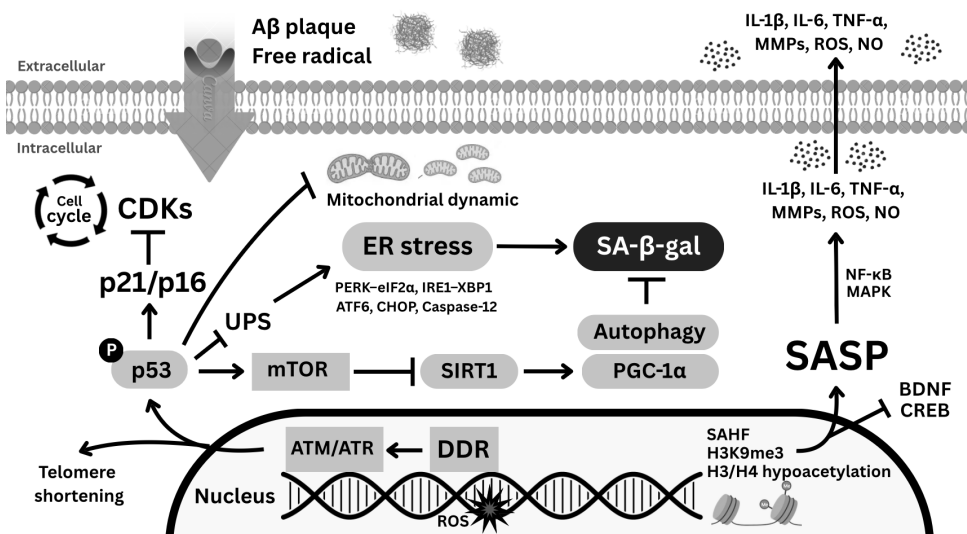 Aβ plaque
Free radical
IL-1β, IL-6, TNF-α,
MMPs, ROS, NO
Extracellular
Intracellular
Cell
cycle
CDKs
p21/p16
P
p53
Mitochondrial dynamic
ER stress
PERK–eIF2α, IRE1–XBP1
ATF6, CHOP, Caspase-12
SA-β-gal
UPS
mTOR
SIRT1
Autophagy
PGC-1α
IL-1β, IL-6, TNF-α,
MMPs, ROS, NO
NF-κB
MAPK
SASP
BDNF
CREB
Telomere
shortening
ATM/ATR
DDR
Nucleus
ROS
SAHF
H3K9me3
H3/H4 hypoacetylation
Me
Me